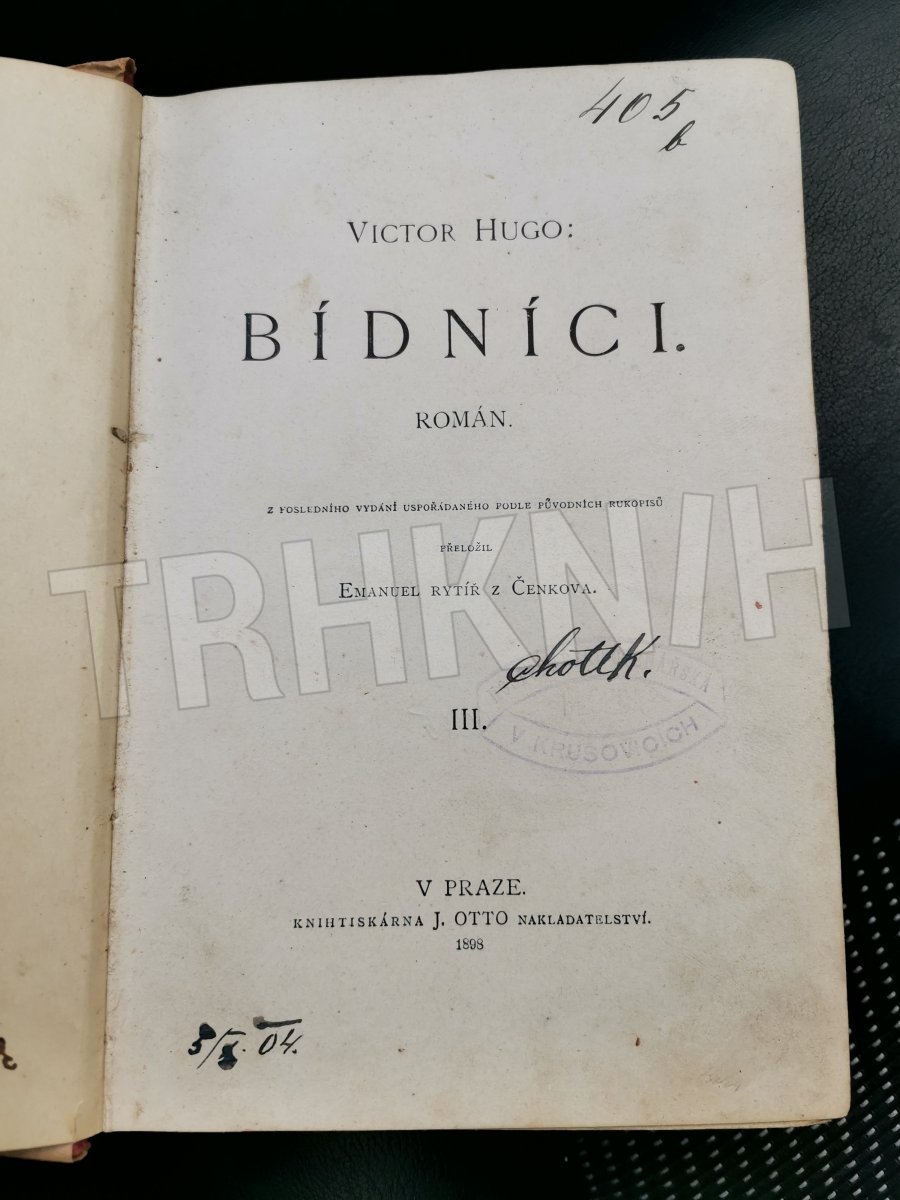 405
b
VICTOR HUGO:
BÍDNÍCI.
ROMÁN.
Z POSLEDNÍHO VYDÁNÍ USPOŘÁDANÉHO PODLE PŮVODNÍCH RUKOPISŮ
PŘELOŽIL
EMANUEL RYTÍŘ Z ČENKOVA.
TRHKNIH
III.
V KRUŠOVICÍCH
V PRAZE.
KNIHTISKÁRNA J. OTTO NAKLADATELSTVÍ.
1898
04.